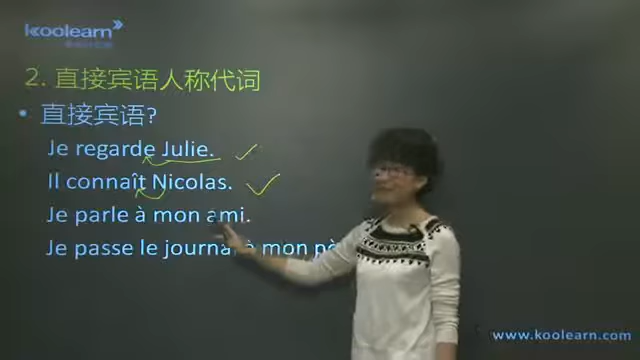 koolearn
2. 直接宾语人称代词
• 直接宾语?
Je regarde Julie.
Il connaît Nicolas.
Je parle à mon ami.
Je passe le journal à mon
www.koolearn.com